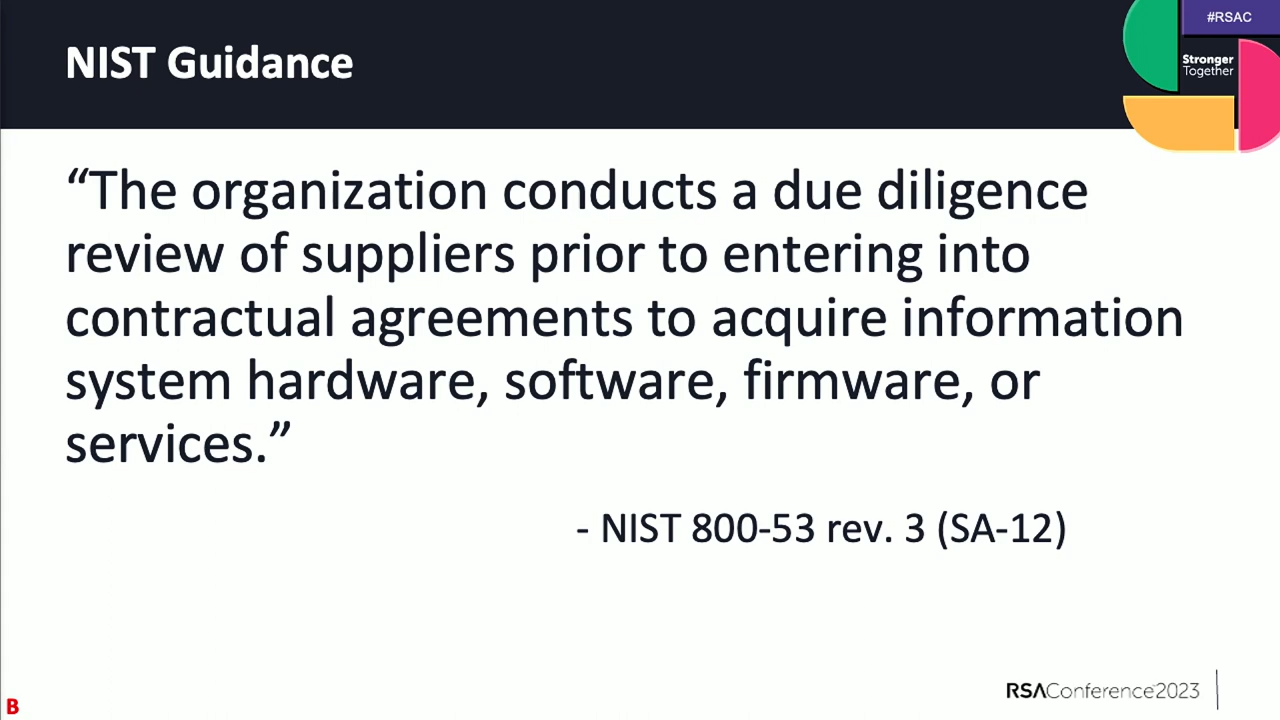 NIST Guidance
#RSAC
Stronger
Together
“The organization conducts a due diligence
review of suppliers prior to entering into
contractual agreements to acquire information
system hardware, software, firmware, or
services.”
- NIST 800-53 rev. 3 (SA-12)
RSAConference2023
B